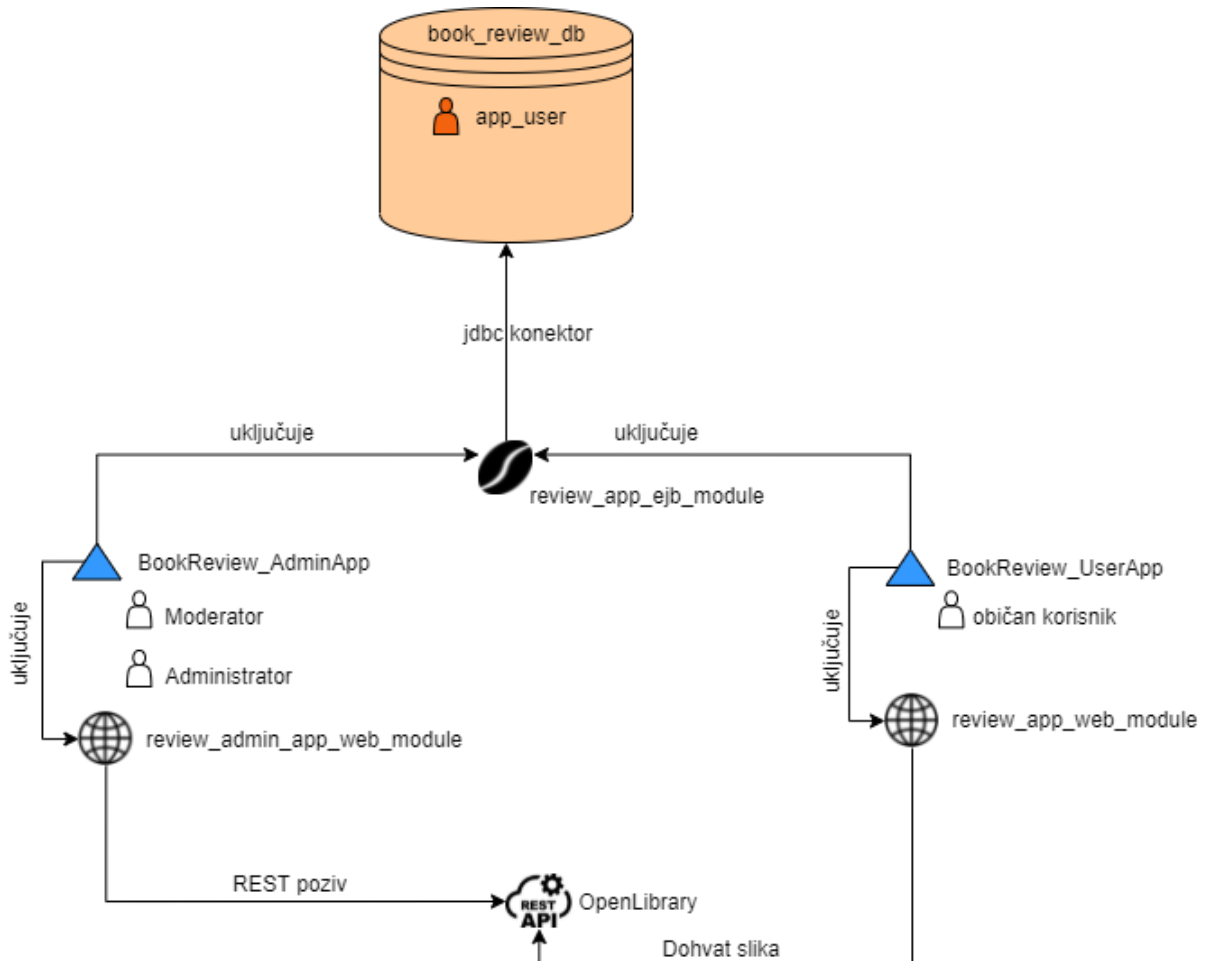 book_review_db
app_user
jdbc konektor
uključuje
uključuje
review_app_ejb_module
BookReview_AdminApp
BookReview_UserApp
Moderator
običan korisnik
uključuje
uključuje
Administrator
review_admin_app_web_module
review_app_web_module
REST poziv
REST
API
OpenLibrary
Dohvat slika